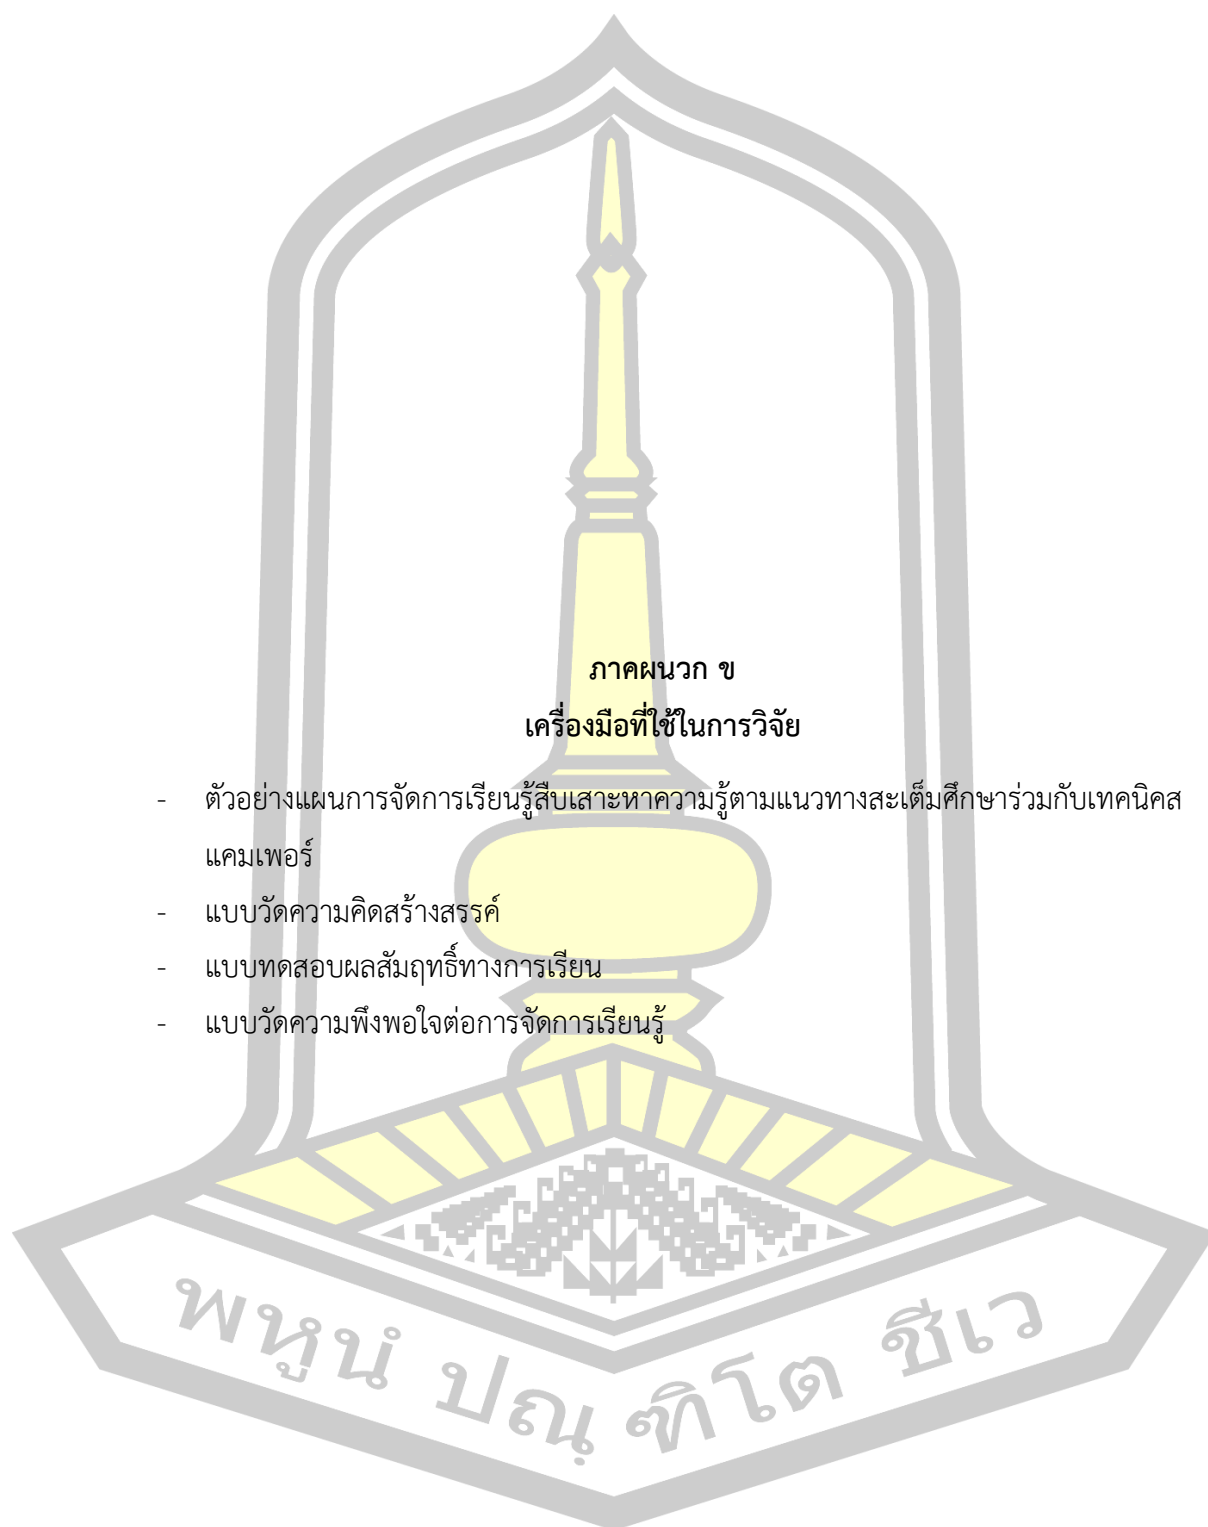 ภาคผนวก ข
เครื่องมือที่ใช้ในการวิจัย
- ตัวอย่างแผนการจัดการเรียนรู้สืบเสาะหาความรู้ตามแนวทางสะเต็มศึกษาร่วมกับเทคนิคส
แคมเพอร์
- แบบวัดความคิดสร้างสรรค์
- แบบทดสอบผลสัมฤทธิ์ทางการเรียน
- แบบวัดความพึงพอใจต่อการจัดการเรียนรู้
พหูนํ ปณฺฑิโต ชีเว